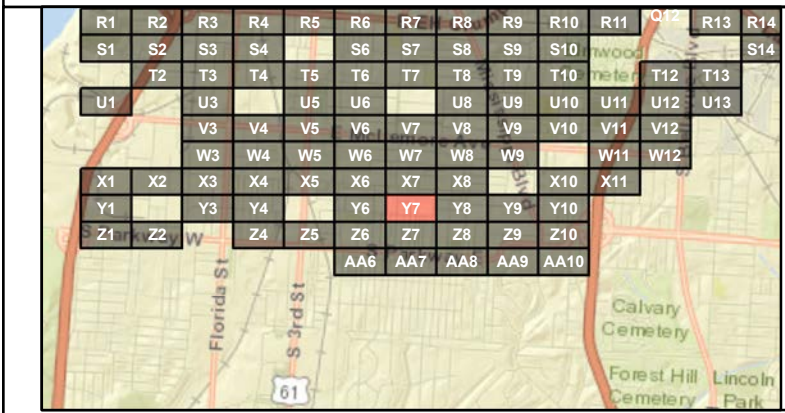 Q12
R1 R2 R3 R4 R5 R6 R7 R8 R9 R10 R11 R13 R14
S1 S2 S3 S4 S6 S7 S8 S9 S10 S14
T2 T3 T4 T5 T6 T7 T8 T9 T10 T12 T13
U1 U3 U5 U6 U8 U9 U10 U11 U12 U13
V3 V4 V5 V6 V7 V8 V9 V10 V11 V12
E McLemore Ave
W3 W4 W5 W6 W7 W8 W9 W11 W12
X1 X2 X3 X4 X5 X6 X7 X8 X10 X11
Y1 Y3 Y4 Y6 Y7 Y8 Y9 Y10
Z1 Z2 Z4 Z5 Z6 Z7 Z8 Z9 Z10
S Parkway W
AA6 AA7 AA8 AA9 AA10
Florida St
S 3rd St
Mississippi Blvd
Calvary
Cemetery
Forest Hill
Cemetery
Lincoln
Park
61